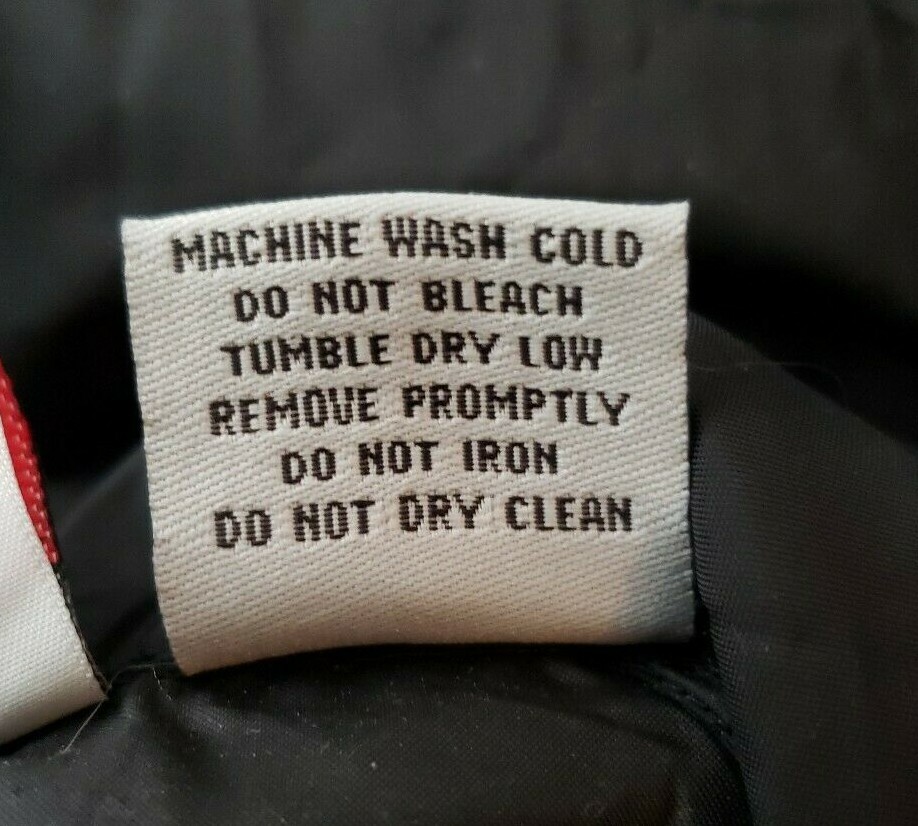 MACHINE WASH COLD
DO NOT BLEACH
TUMBLE DRY LOW
REMOVE PROMPTLY
DO NOT IRON
DO NOT DRY CLEAN